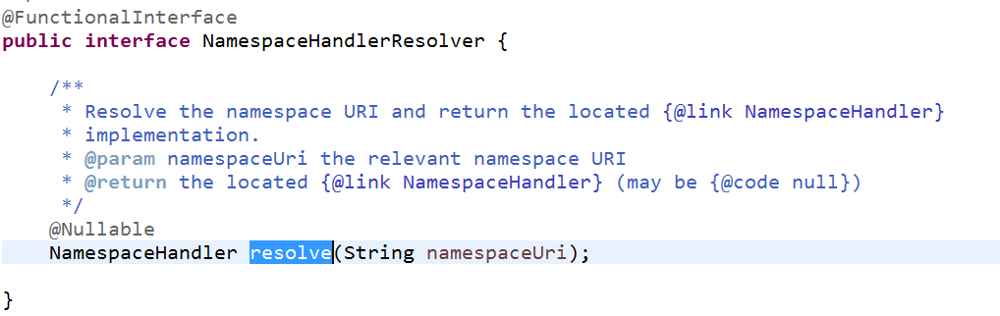 @FunctionalInterface
public interface NamespaceHandlerResolver {
/**
* Resolve the namespace URI and return the located {@link NamespaceHandler}
* implementation.
* @param namespaceUri the relevant namespace URI
* @return the located {@link NamespaceHandler} (may be {@code null})
*/
@Nullable
NamespaceHandler resolve(String namespaceUri);
}